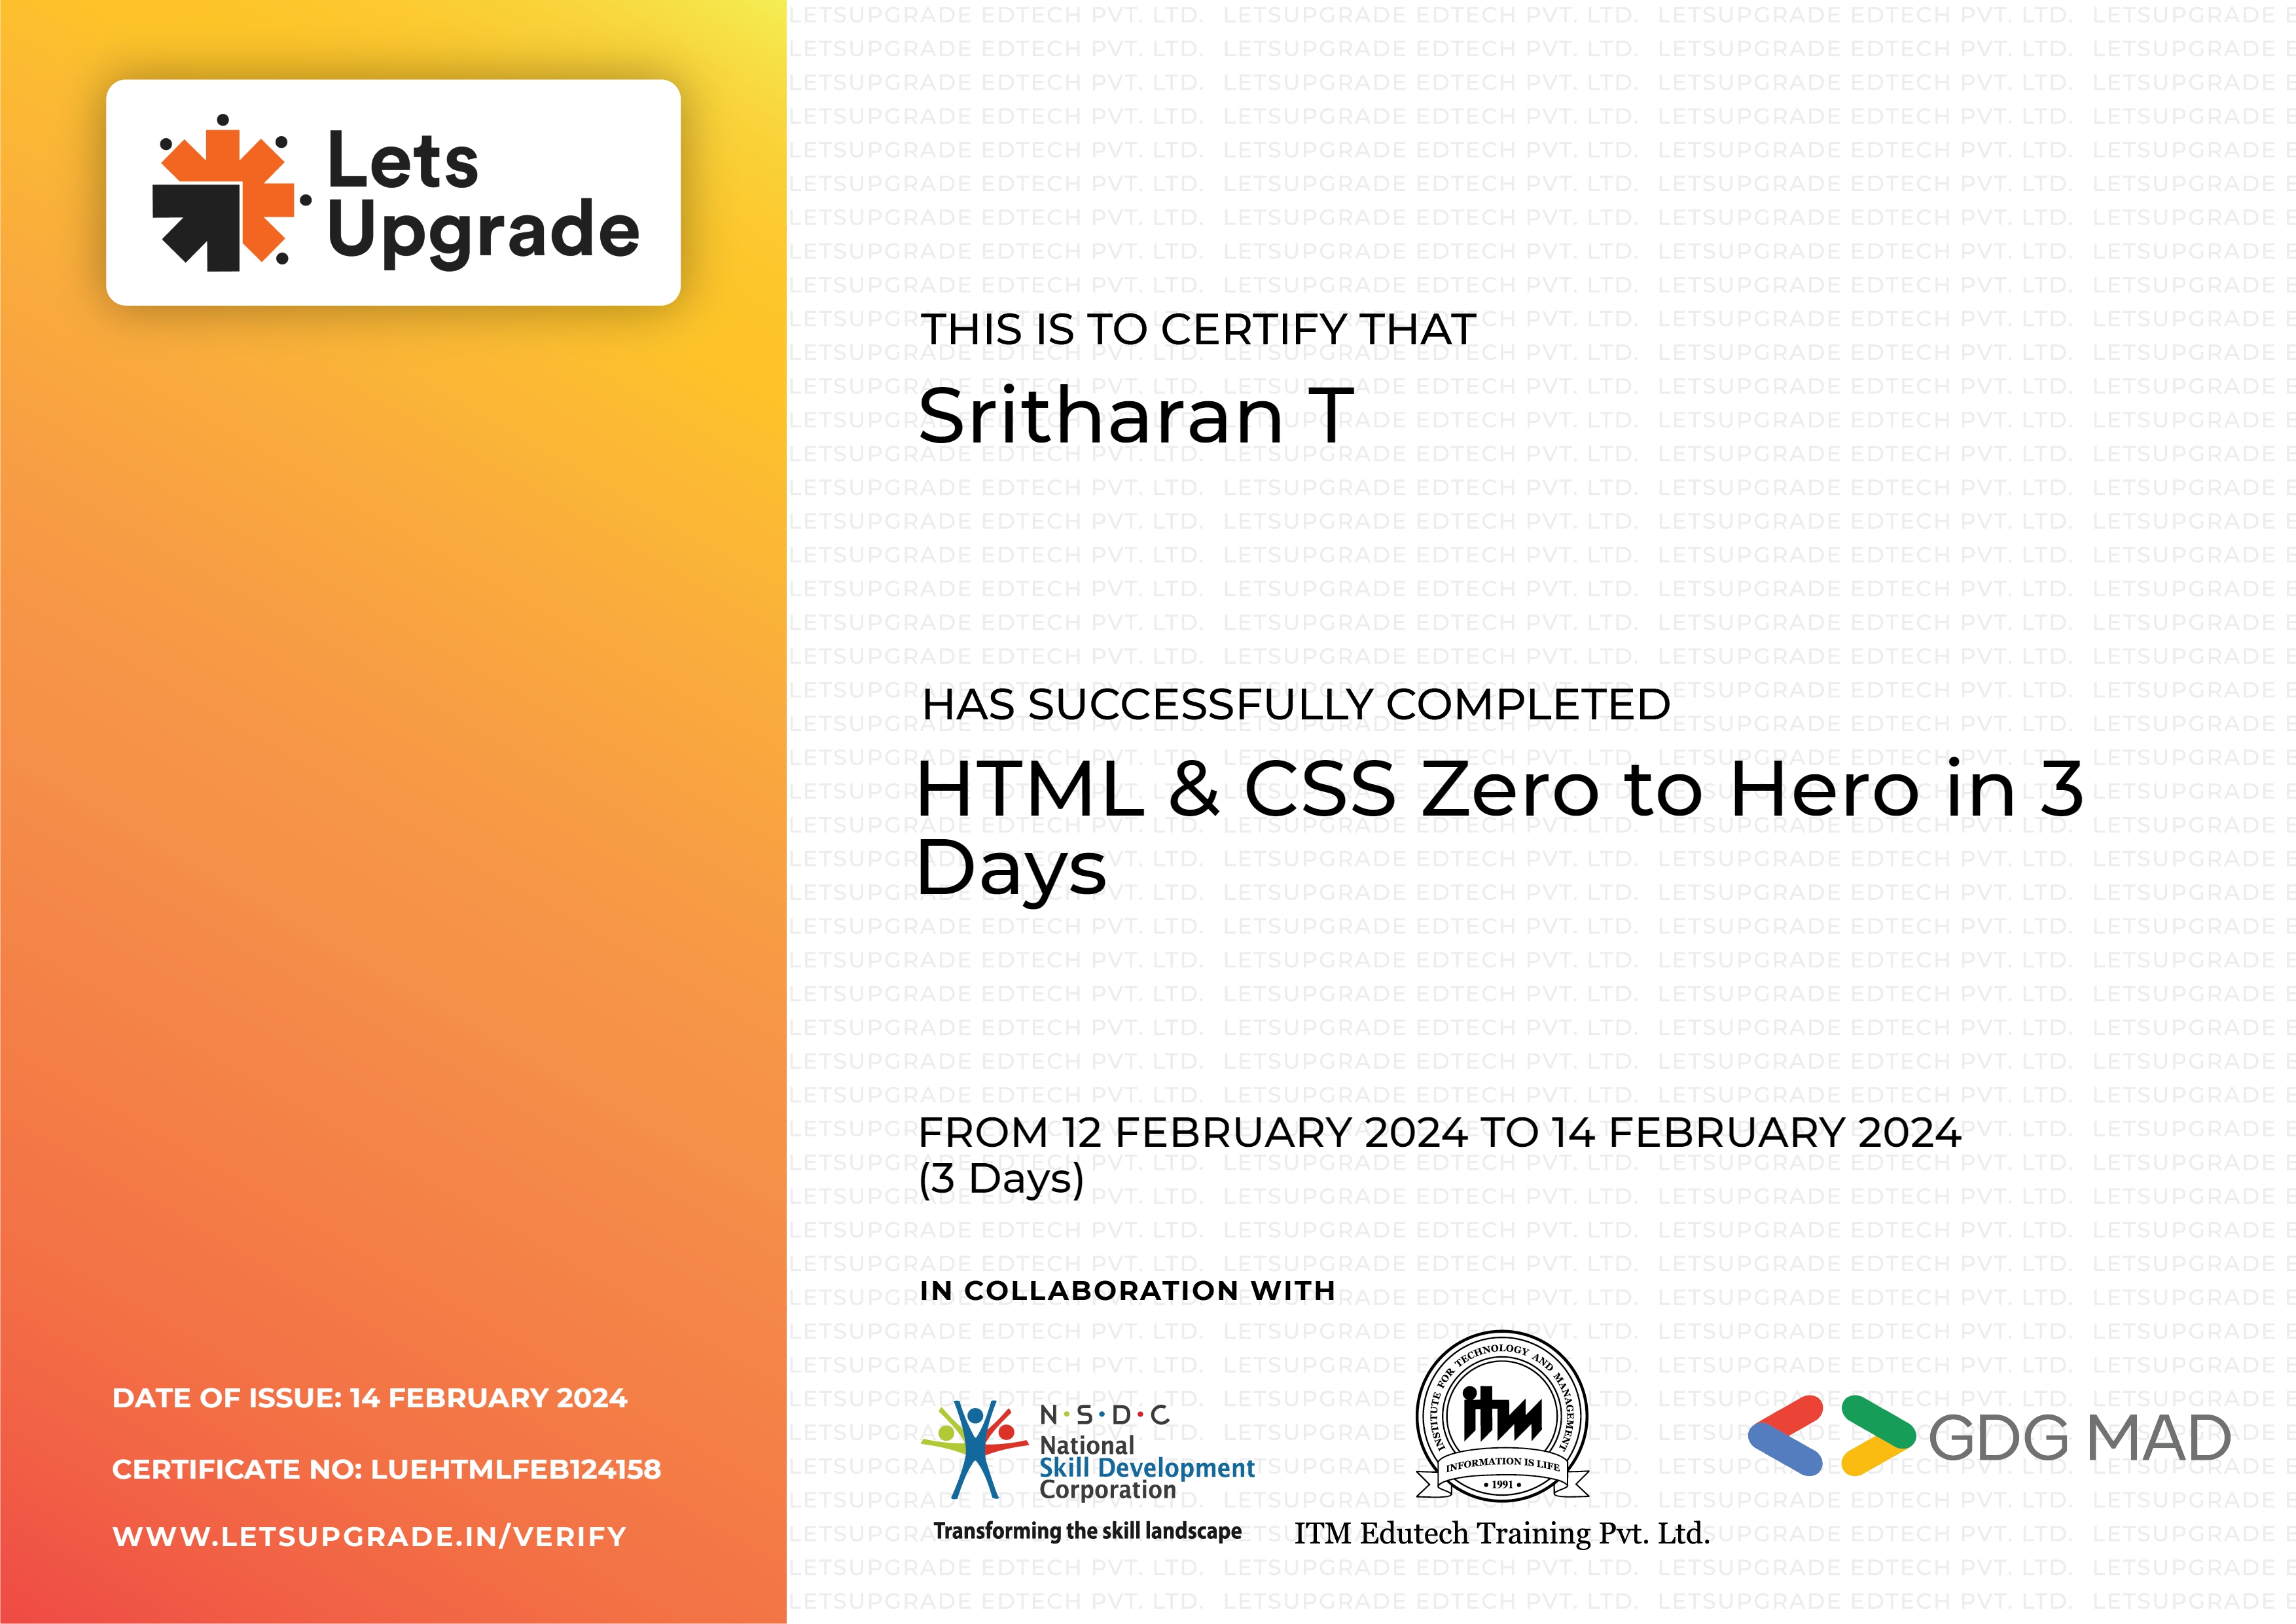 Lets
Upgrade
THIS IS TO CERTIFY THAT
Sritharan T
HAS SUCCESSFULLY COMPLETED
HTML & CSS Zero to Hero in 3
Days
FROM 12 FEBRUARY 2024 TO 14 FEBRUARY 2024
(3 Days)
IN COLLABORATION WITH
N·S·D·C
National
Skill Development
Corporation
Transforming the skill landscape
INSTITUTE FOR TECHNOLOGY AND MANAGEMENT
itm
INFORMATION IS LIFE
• 1991 •
ITM Edutech Training Pvt. Ltd.
GDG MAD
DATE OF ISSUE: 14 FEBRUARY 2024
CERTIFICATE NO: LUEHTMLFEB124158
WWW.LETSUPGRADE.IN/VERIFY
LETSUPGRADE EDTECH PVT. LTD.